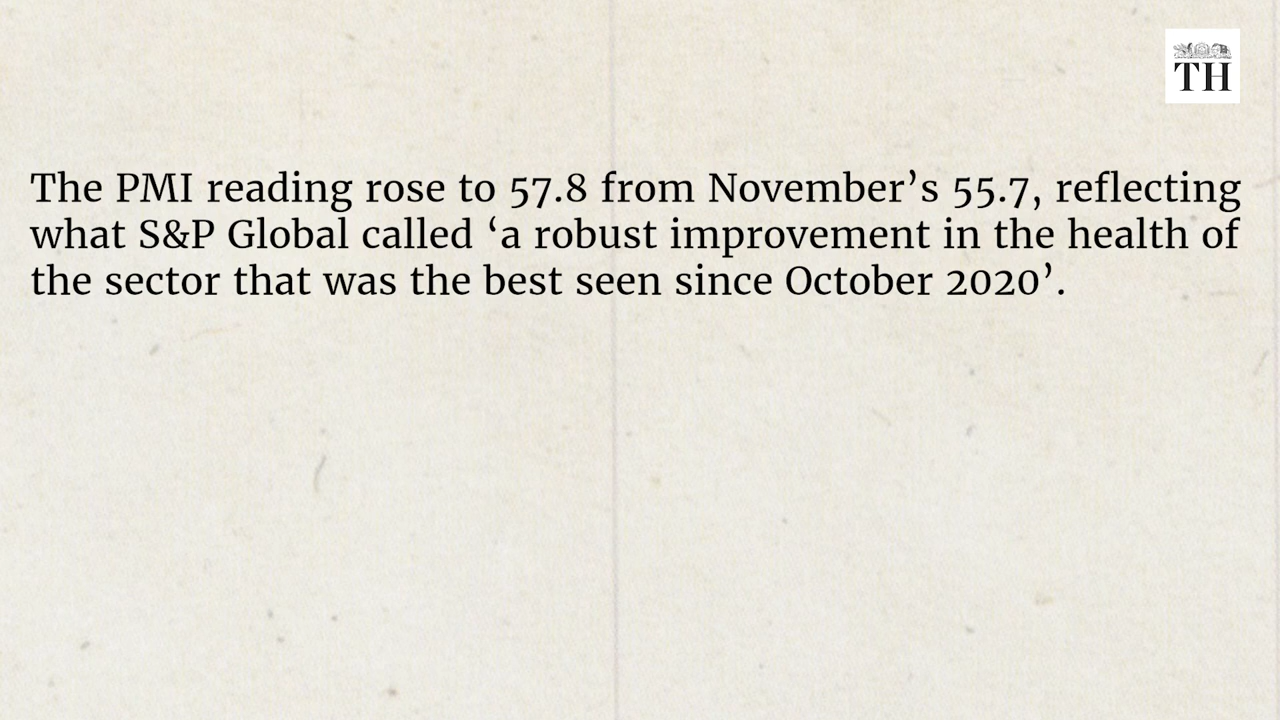 TH
The PMI reading rose to 57.8 from November’s 55.7, reflecting
what S&P Global called ‘a robust improvement in the health of
the sector that was the best seen since October 2020’.